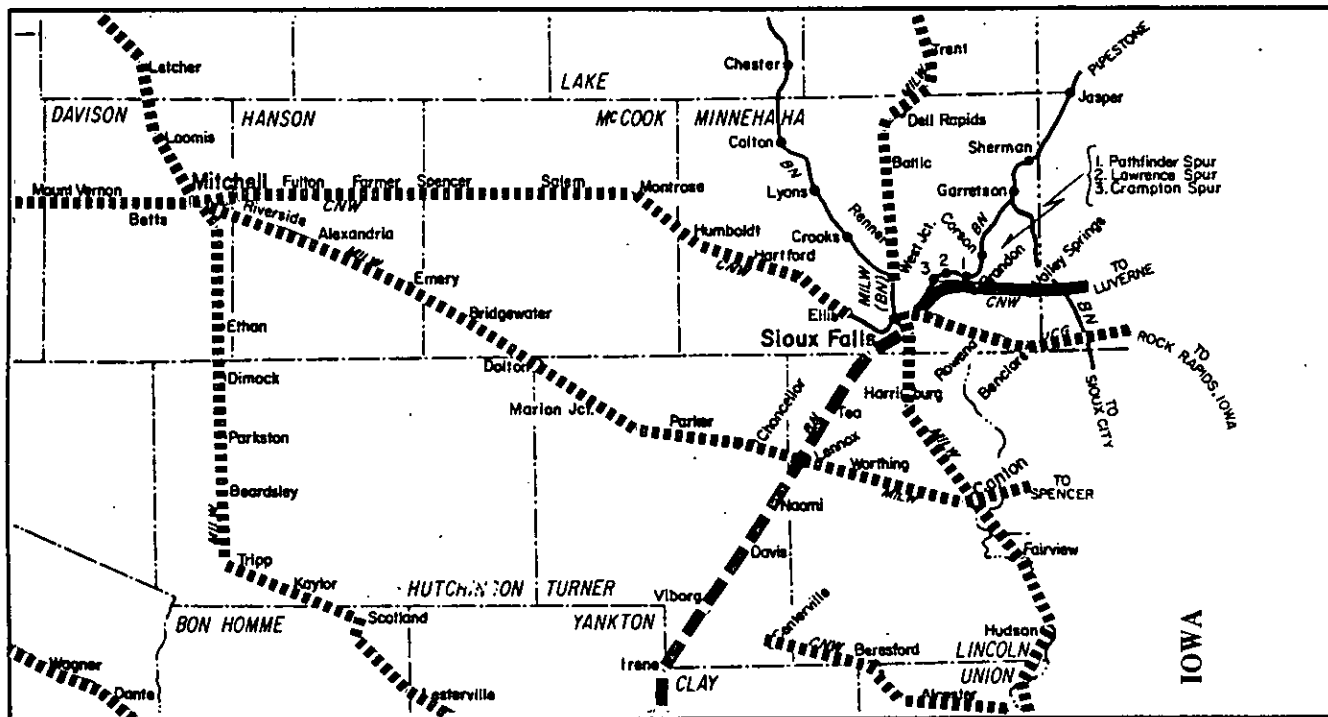 Letcher
LAKE
Chester
Trent
MILW
PIPESTONE
Jasper
DAVISON
HANSON
McCOOK
MINNEHAHA
Dell Rapids
Loomis
Colton
BN
Baltic
Sherman
1. Pathfinder Spur
2. Lawrence Spur
3. Crampton Spur
Mount Vernon
Mitchell
Fulton
Farmer
Spencer
Salem
Montrose
Lyons
Garretson
CNW
Betts
Riverside
Alexandria
MILW
Humboldt
Crooks
Renner
West Jct.
Corson
BN
Brandon
Valley Springs
3
2
1
TO
LUVERNE
Hartford
CNW
MILW
(BN)
CNW
Emery
Ellis
BN
Ethan
Bridgewater
Sioux Falls
Rowena
Benclare
TO
ROCK RAPIDS, IOWA
Dolton
Dimock
Harrisburg
TO
SIOUX CITY
Marion Jct.
Parker
Chancellor
BN
Tea
MILW
Parkston
Lennox
Worthing
MILW
Canton
TO
SPENCER
Beardsley
MILW
Naomi
Davis
Fairview
Tripp
Kaylor
HUTCHINSON
TURNER
Viborg
Scotland
BON HOMME
YANKTON
Centerville
CNW
Beresford
Hudson
LINCOLN
Irene
CLAY
UNION
Wagner
Dante
Lesterville
Alcester
IOWA